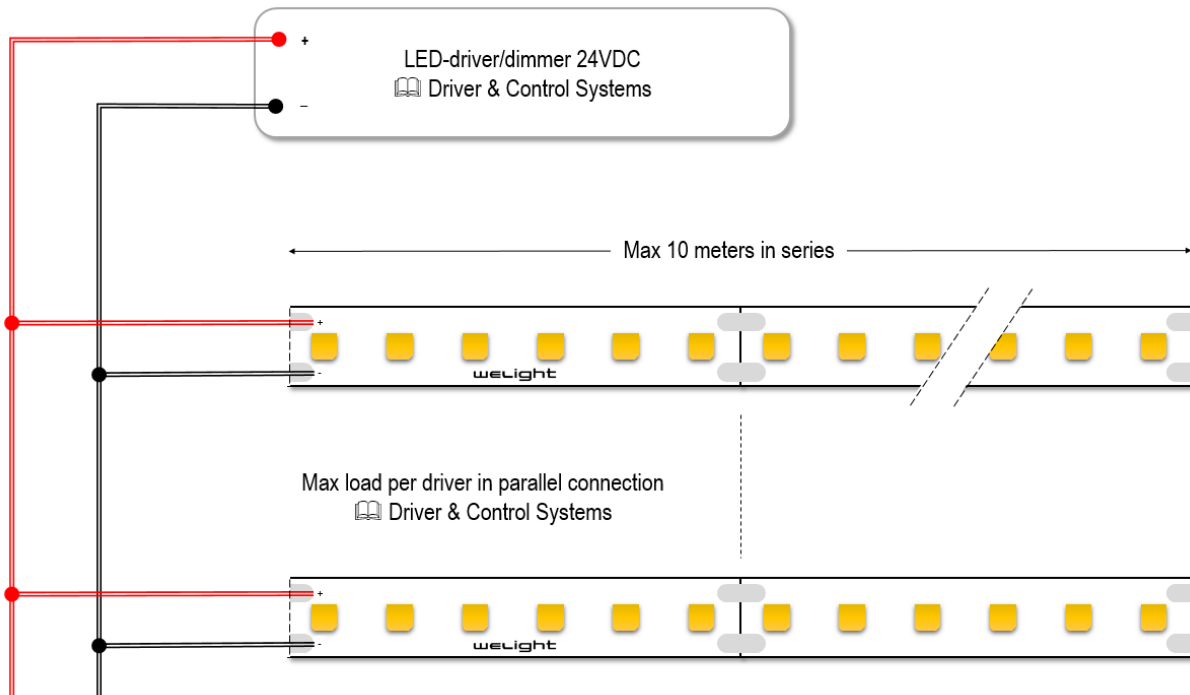 +
LED-driver/dimmer 24VDC
🕮 Driver & Control Systems
–
Max 10 meters in series
+
-
weLight
Max load per driver in parallel connection
🕮 Driver & Control Systems
+
-
weLight